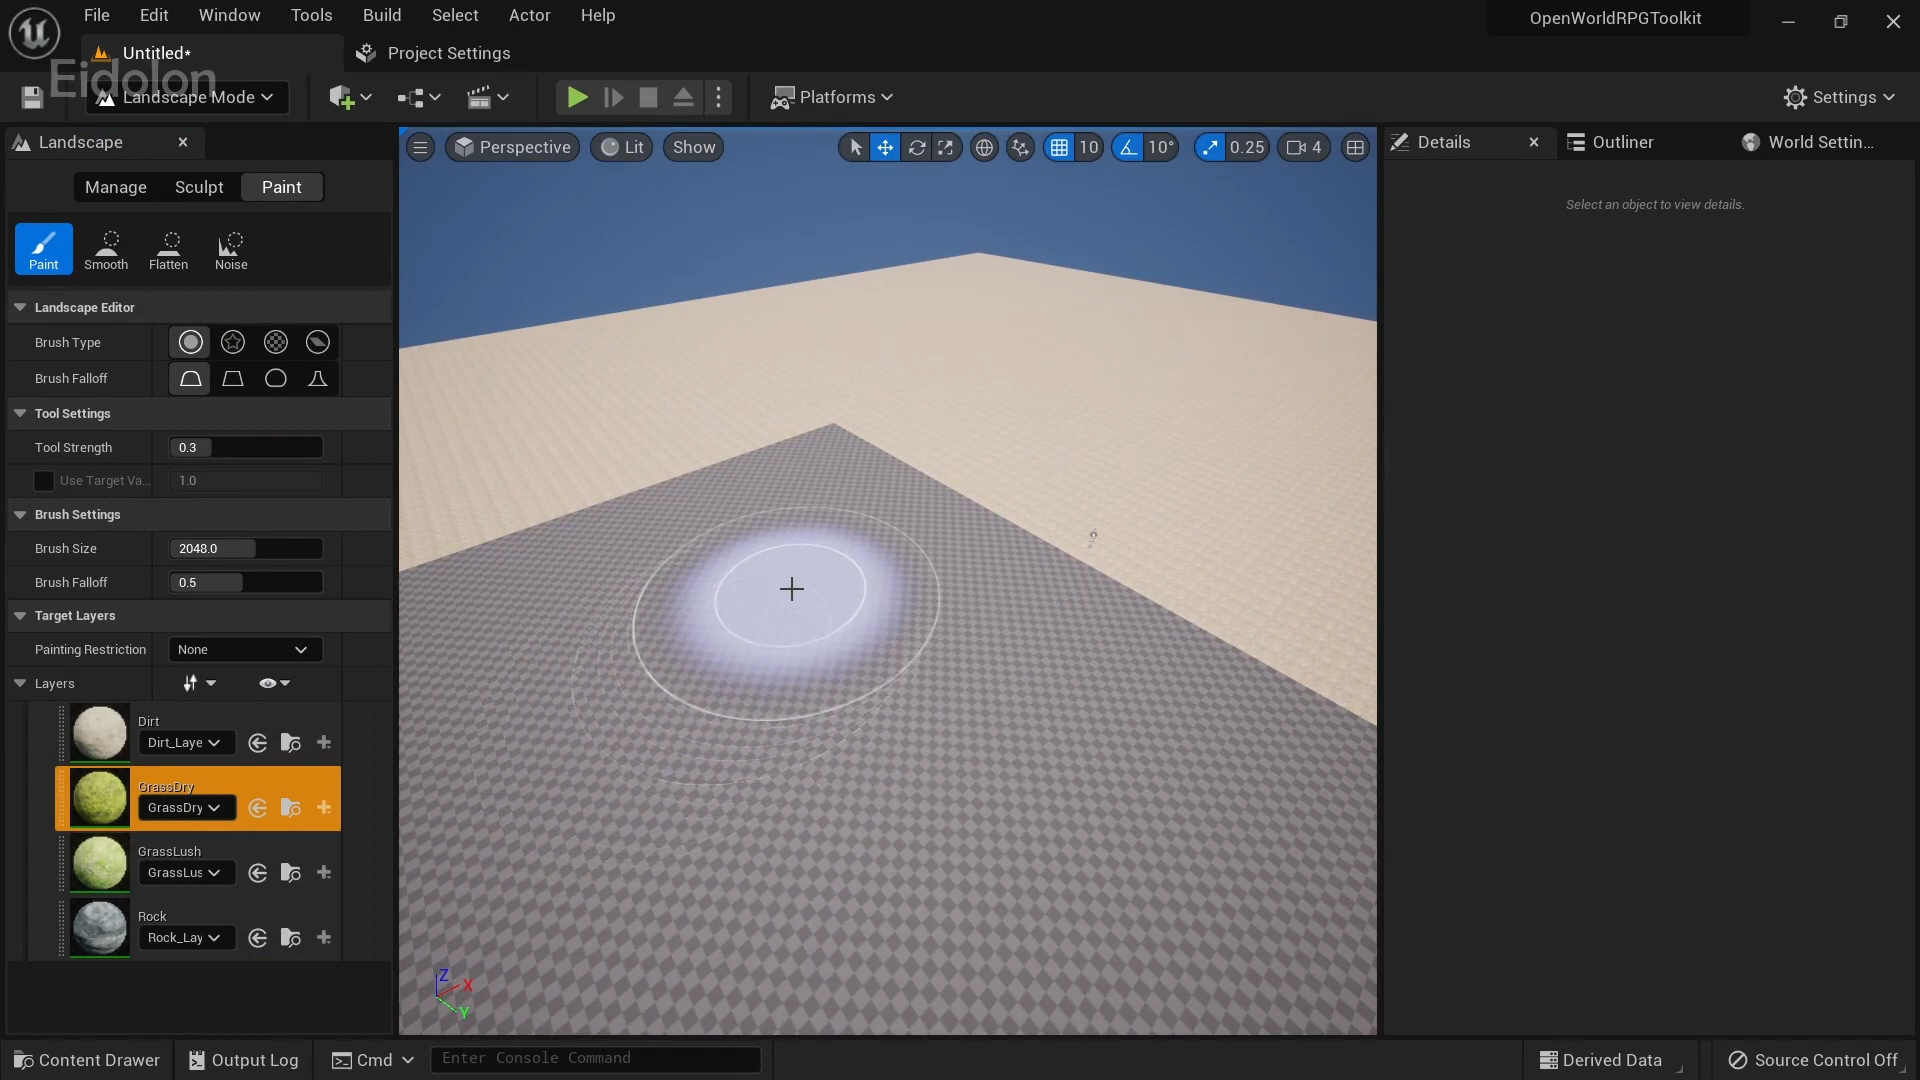 File Edit Window Tools Build Select Actor Help
OpenWorldRPGToolkit
Untitled*
Project Settings
Eidolon
Landscape Mode
Platforms
Settings
Landscape
Perspective
Lit
Show
10
10°
0.25
4
Details
Outliner
World Settin...
Manage
Sculpt
Paint
Select an object to view details.
Paint
Smooth
Flatten
Noise
Landscape Editor
Brush Type
Brush Falloff
Tool Settings
Tool Strength
0.3
Use Target Va...
1.0
Brush Settings
Brush Size
2048.0
Brush Falloff
0.5
Target Layers
Painting Restriction
None
Layers
Dirt
Dirt_Laye
GrassDry
GrassDry
GrassLush
GrassLus
Rock
Rock_Lay
Z
X
Y
Content Drawer
Output Log
Cmd
Enter Console Command
Derived Data
Source Control Off